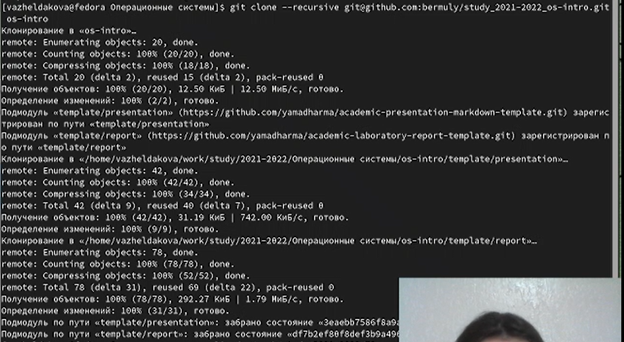 [vazheldakova@fedora Операционные системы]$ git clone --recursive git@github.com:bermuly/study_2021-2022_os-intro.git
os-intro
Клонирование в «os-intro»…
remote: Enumerating objects: 20, done.
remote: Counting objects: 100% (20/20), done.
remote: Compressing objects: 100% (18/18), done.
remote: Total 20 (delta 2), reused 15 (delta 2), pack-reused 0
Получение объектов: 100% (20/20), 12.50 КиБ | 12.50 МиБ/с, готово.
Определение изменений: 100% (2/2), готово.
Подмодуль «template/presentation» (https://github.com/yamadharma/academic-presentation-markdown-template.git) зарегис
трирован по пути «template/presentation»
Подмодуль «template/report» (https://github.com/yamadharma/academic-laboratory-report-template.git) зарегистрирован п
о пути «template/report»
Клонирование в «/home/vazheldakova/work/study/2021-2022/Операционные системы/os-intro/template/presentation»…
remote: Enumerating objects: 42, done.
remote: Counting objects: 100% (42/42), done.
remote: Compressing objects: 100% (34/34), done.
remote: Total 42 (delta 9), reused 40 (delta 7), pack-reused 0
Получение объектов: 100% (42/42), 31.19 КиБ | 742.00 КиБ/с, готово.
Определение изменений: 100% (9/9), готово.
Клонирование в «/home/vazheldakova/work/study/2021-2022/Операционные системы/os-intro/template/report»…
remote: Enumerating objects: 78, done.
remote: Counting objects: 100% (78/78), done.
remote: Compressing objects: 100% (52/52), done.
remote: Total 78 (delta 31), reused 69 (delta 22), pack-reused 0
Получение объектов: 100% (78/78), 292.27 КиБ | 1.79 МиБ/с, готово.
Определение изменений: 100% (31/31), готово.
Подмодуль по пути «template/presentation»: забрано состояние «3eaebb7586f8a9a
Подмодуль по пути «template/report»: забрано состояние «df7b2ef80f8def3b9a496